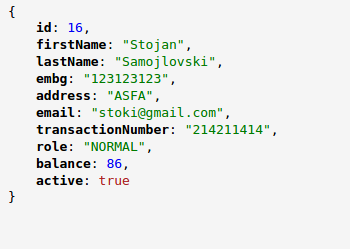 {
id: 16,
firstName: "Stojan",
lastName: "Samojlovski",
embg: "123123123",
address: "ASFA",
email: "stoki@gmail.com",
transactionNumber: "214211414",
role: "NORMAL",
balance: 86,
active: true
}